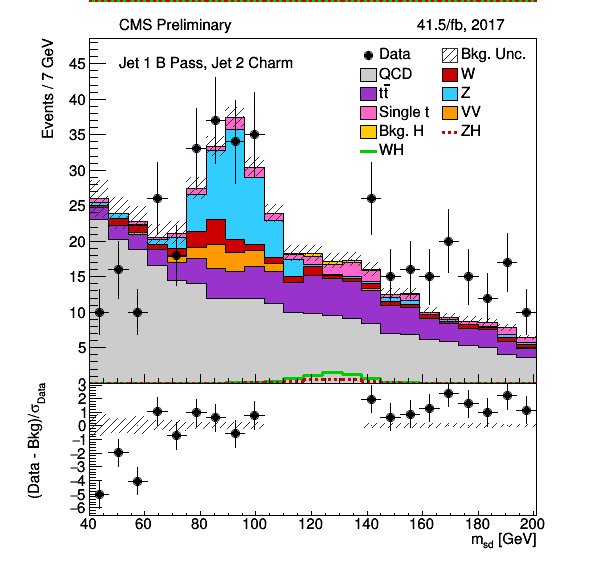 CMS Preliminary 41.5/fb, 2017
Events / 7 GeV
Jet 1 B Pass, Jet 2 Charm
Data Bkg. Unc.
QCD W
tt̄ Z
Single t VV
Bkg. H ZH
WH
45
40
35
30
25
20
15
10
5
(Data - Bkg)/σData
3
2
1
0
−1
−2
−3
−4
−5
−6
40 60 80 100 120 140 160 180 200
msd [GeV]